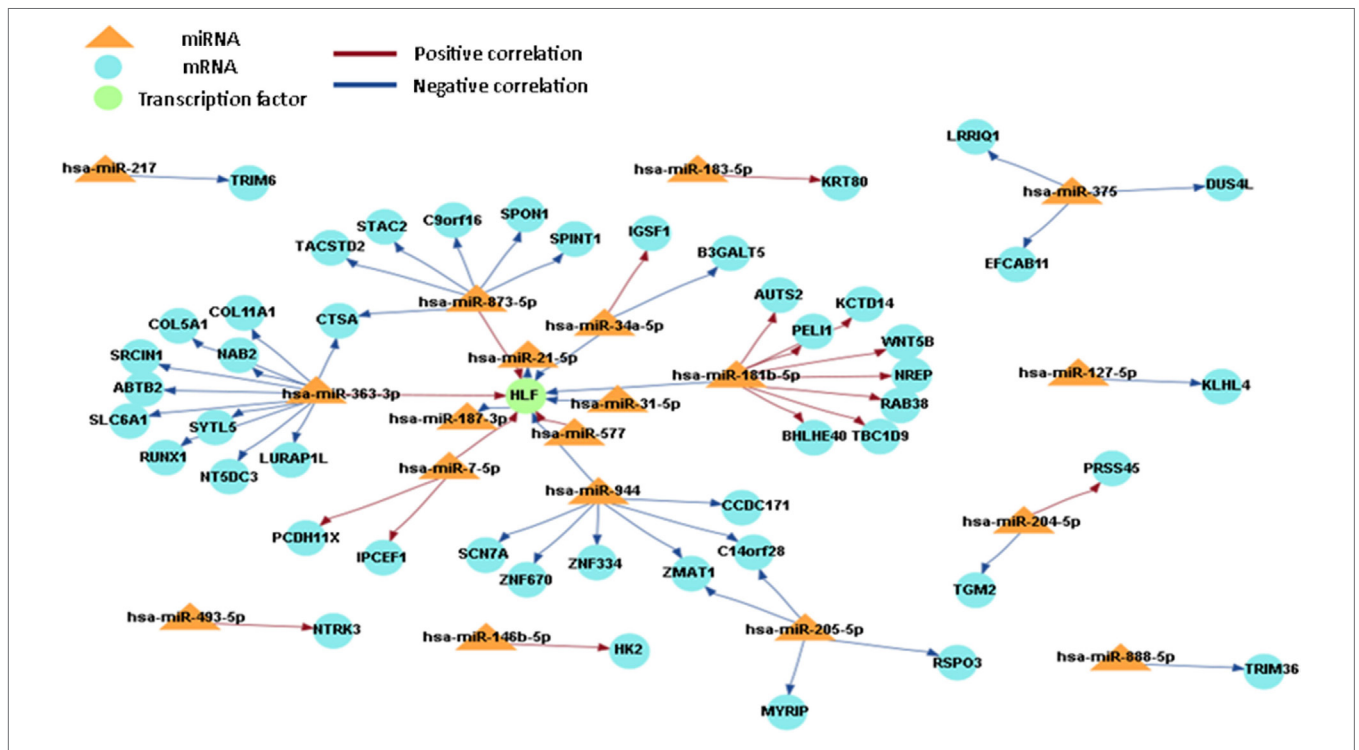 miRNA
mRNA
Transcription factor
Positive correlation
Negative correlation
hsa-miR-217
TRIM6
hsa-miR-183-5p
KRT80
LRRIQ1
hsa-miR-375
DUS4L
EFCAB11
TACSTD2
STAC2
C9orf16
SPON1
SPINT1
IGSF1
B3GALT5
hsa-miR-873-5p
hsa-miR-34a-5p
AUTS2
KCTD14
PELI1
WNT5B
NREP
RAB38
TBC1D9
BHLHE40
hsa-miR-181b-5p
COL5A1
COL11A1
CTSA
SRCIN1
NAB2
ABTB2
hsa-miR-363-3p
SLC6A1
SYTL5
RUNX1
NT5DC3
LURAP1L
hsa-miR-21-5p
HLF
hsa-miR-187-3p
hsa-miR-31-5p
hsa-miR-577
hsa-miR-7-5p
hsa-miR-944
hsa-miR-127-5p
KLHL4
PCDH11X
IPCEF1
SCN7A
ZNF670
ZNF334
ZMAT1
C14orf28
CCDC171
PRSS45
hsa-miR-204-5p
TGM2
hsa-miR-493-5p
NTRK3
hsa-miR-146b-5p
HK2
hsa-miR-205-5p
RSPO3
MYRIP
hsa-miR-888-5p
TRIM36